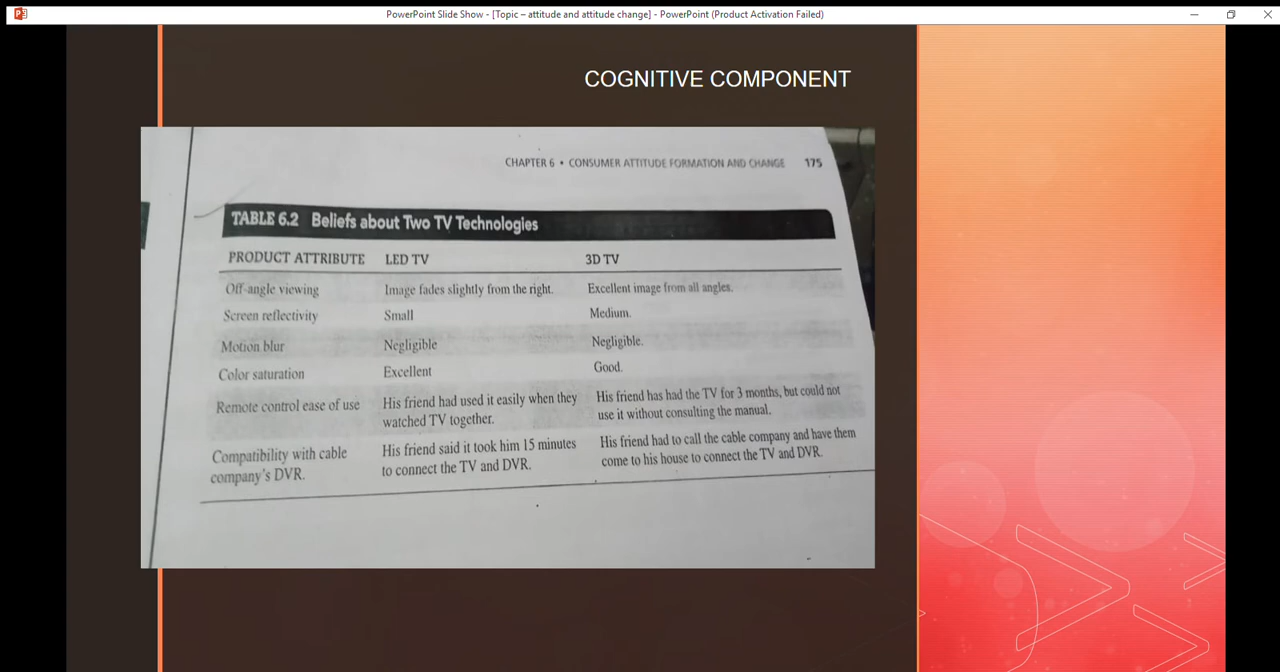 PowerPoint Slide Show - [Topic – attitude and attitude change] - PowerPoint (Product Activation Failed)
COGNITIVE COMPONENT
CHAPTER 6 • CONSUMER ATTITUDE FORMATION AND CHANGE 175
TABLE 6.2 Beliefs about Two TV Technologies
PRODUCT ATTRIBUTE LED TV 3D TV
Off-angle viewing Image fades slightly from the right. Excellent image from all angles.
Screen reflectivity Small Medium.
Motion blur Negligible Negligible.
Color saturation Excellent Good.
Remote control ease of use His friend had used it easily when they His friend has had the TV for 3 months, but could not
watched TV together. use it without consulting the manual.
Compatibility with cable His friend said it took him 15 minutes His friend had to call the cable company and have them
company's DVR. to connect the TV and DVR. come to his house to connect the TV and DVR.